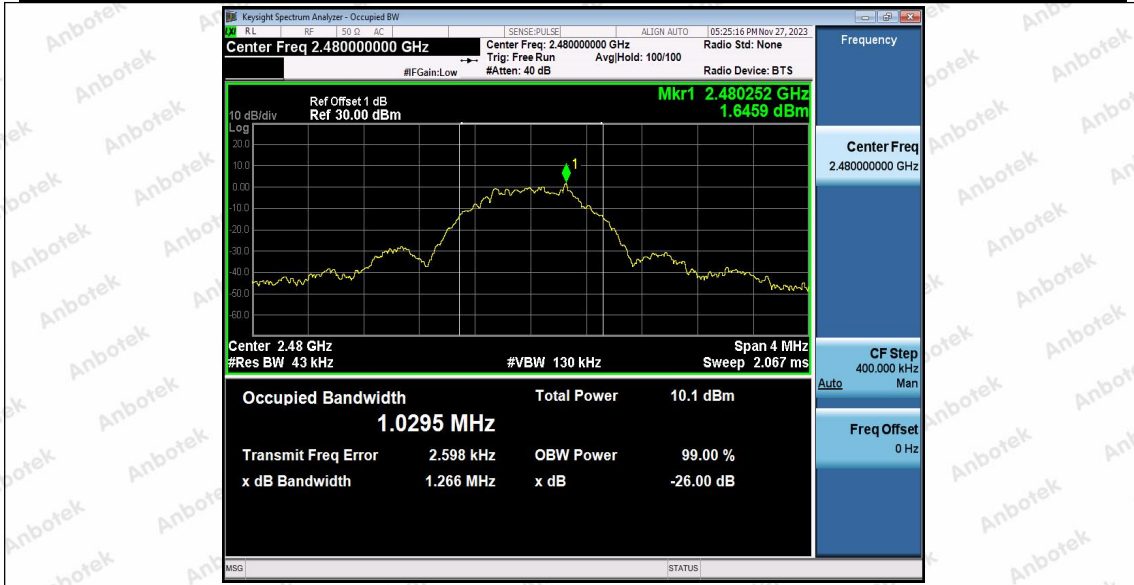 Keysight Spectrum Analyzer - Occupied BW
RL RF 50 Ω AC SENSE:PULSE ALIGN AUTO 05:25:16 PM Nov 27, 2023
Center Freq 2.480000000 GHz
Center Freq: 2.480000000 GHz Radio Std: None
Trig: Free Run Avg|Hold: 100/100
#IFGain:Low #Atten: 40 dB Radio Device: BTS
Frequency
Mkr1 2.480252 GHz
1.6459 dBm
Ref Offset 1 dB
10 dB/div Ref 30.00 dBm
Log
20.0
10.0
0.00
-10.0
-20.0
-30.0
-40.0
-50.0
-60.0
1
Center 2.48 GHz Span 4 MHz
#Res BW 43 kHz #VBW 130 kHz Sweep 2.067 ms
Occupied Bandwidth Total Power 10.1 dBm
1.0295 MHz
Transmit Freq Error 2.598 kHz OBW Power 99.00 %
x dB Bandwidth 1.266 MHz x dB -26.00 dB
Center Freq
2.480000000 GHz
CF Step
400.000 kHz
Auto Man
Freq Offset
0 Hz
MSG STATUS
Anbotek